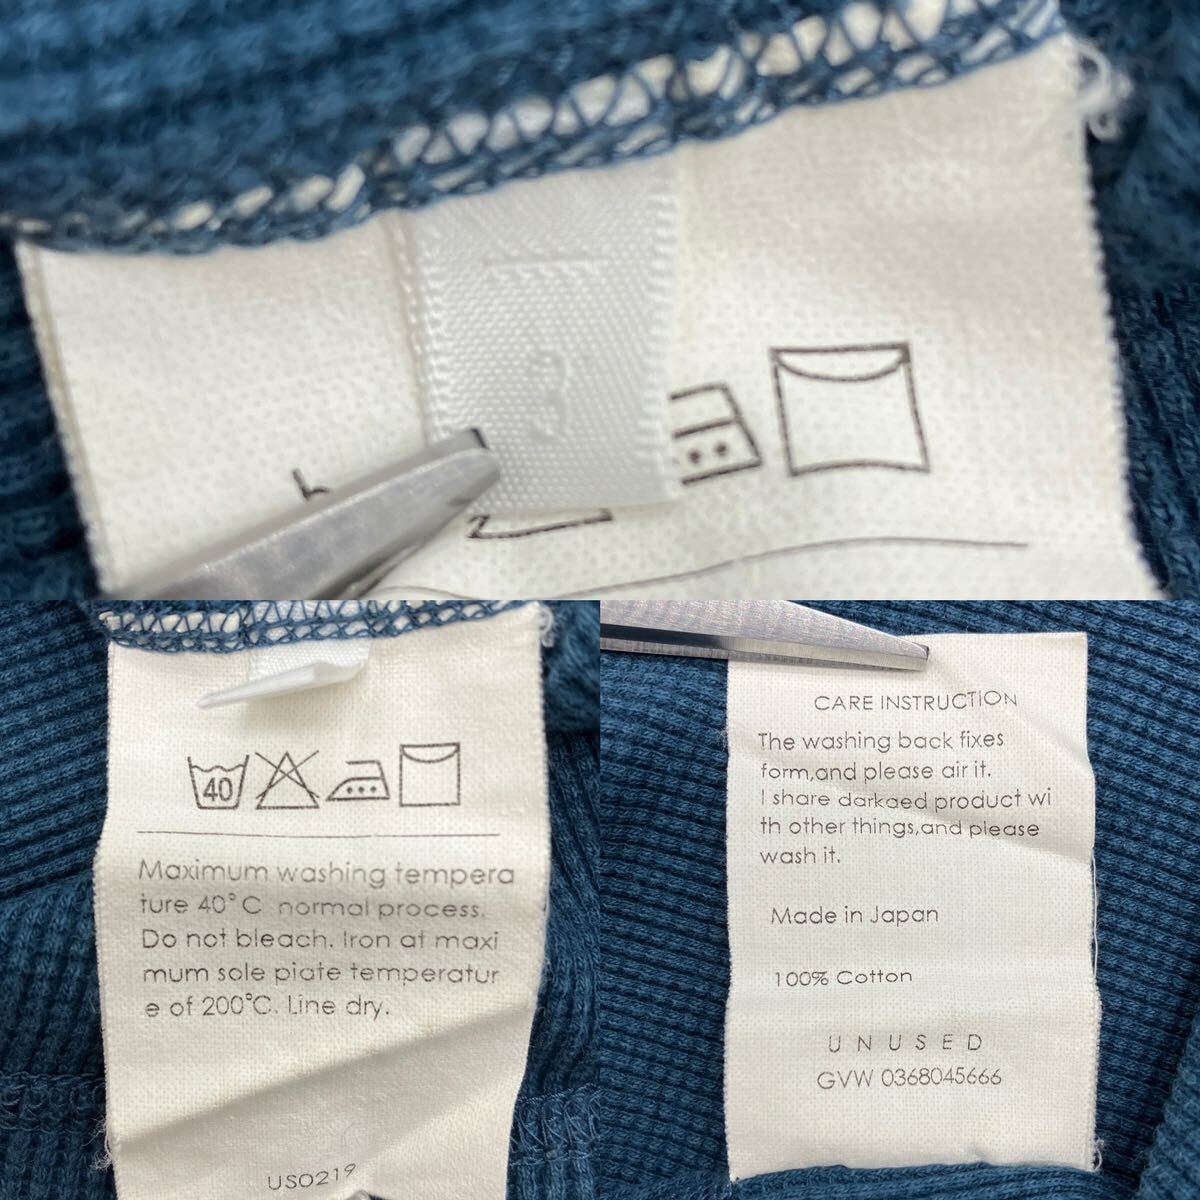 3
40
Maximum washing tempera
ture 40°C normal process.
Do not bleach. Iron at maxi
mum sole piate temperatur
e of 200°C. Line dry.
US0219
CARE INSTRUCTION
The washing back fixes
form,and please air it.
I share darkaed product wi
th other things,and please
wash it.
Made in Japan
100% Cotton
UNUSED
GVW 0368045666